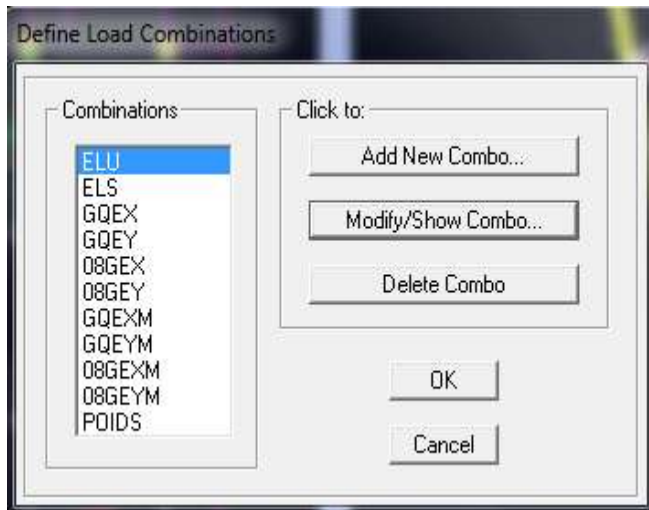 Define Load Combinations
Combinations
ELU
ELS
GQEX
GQEY
08GEX
08GEY
GQEXM
GQEYM
08GEXM
08GEYM
POIDS
Click to:
Add New Combo...
Modify/Show Combo...
Delete Combo
OK
Cancel